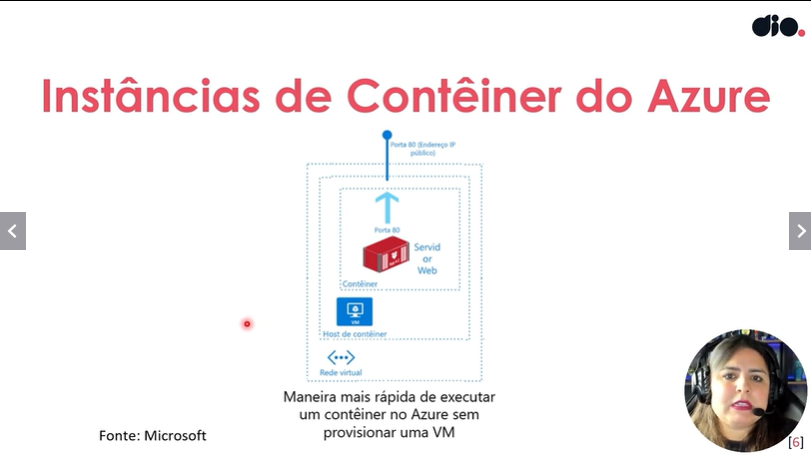 dio.
Instâncias de Contêiner do Azure
Porta 80 (Endereço IP
público)
Porta 80
Servid
or
Web
Contêiner
VM
Host de contêiner
Rede virtual
Maneira mais rápida de executar
um contêiner no Azure sem
provisionar uma VM
Fonte: Microsoft
[6]